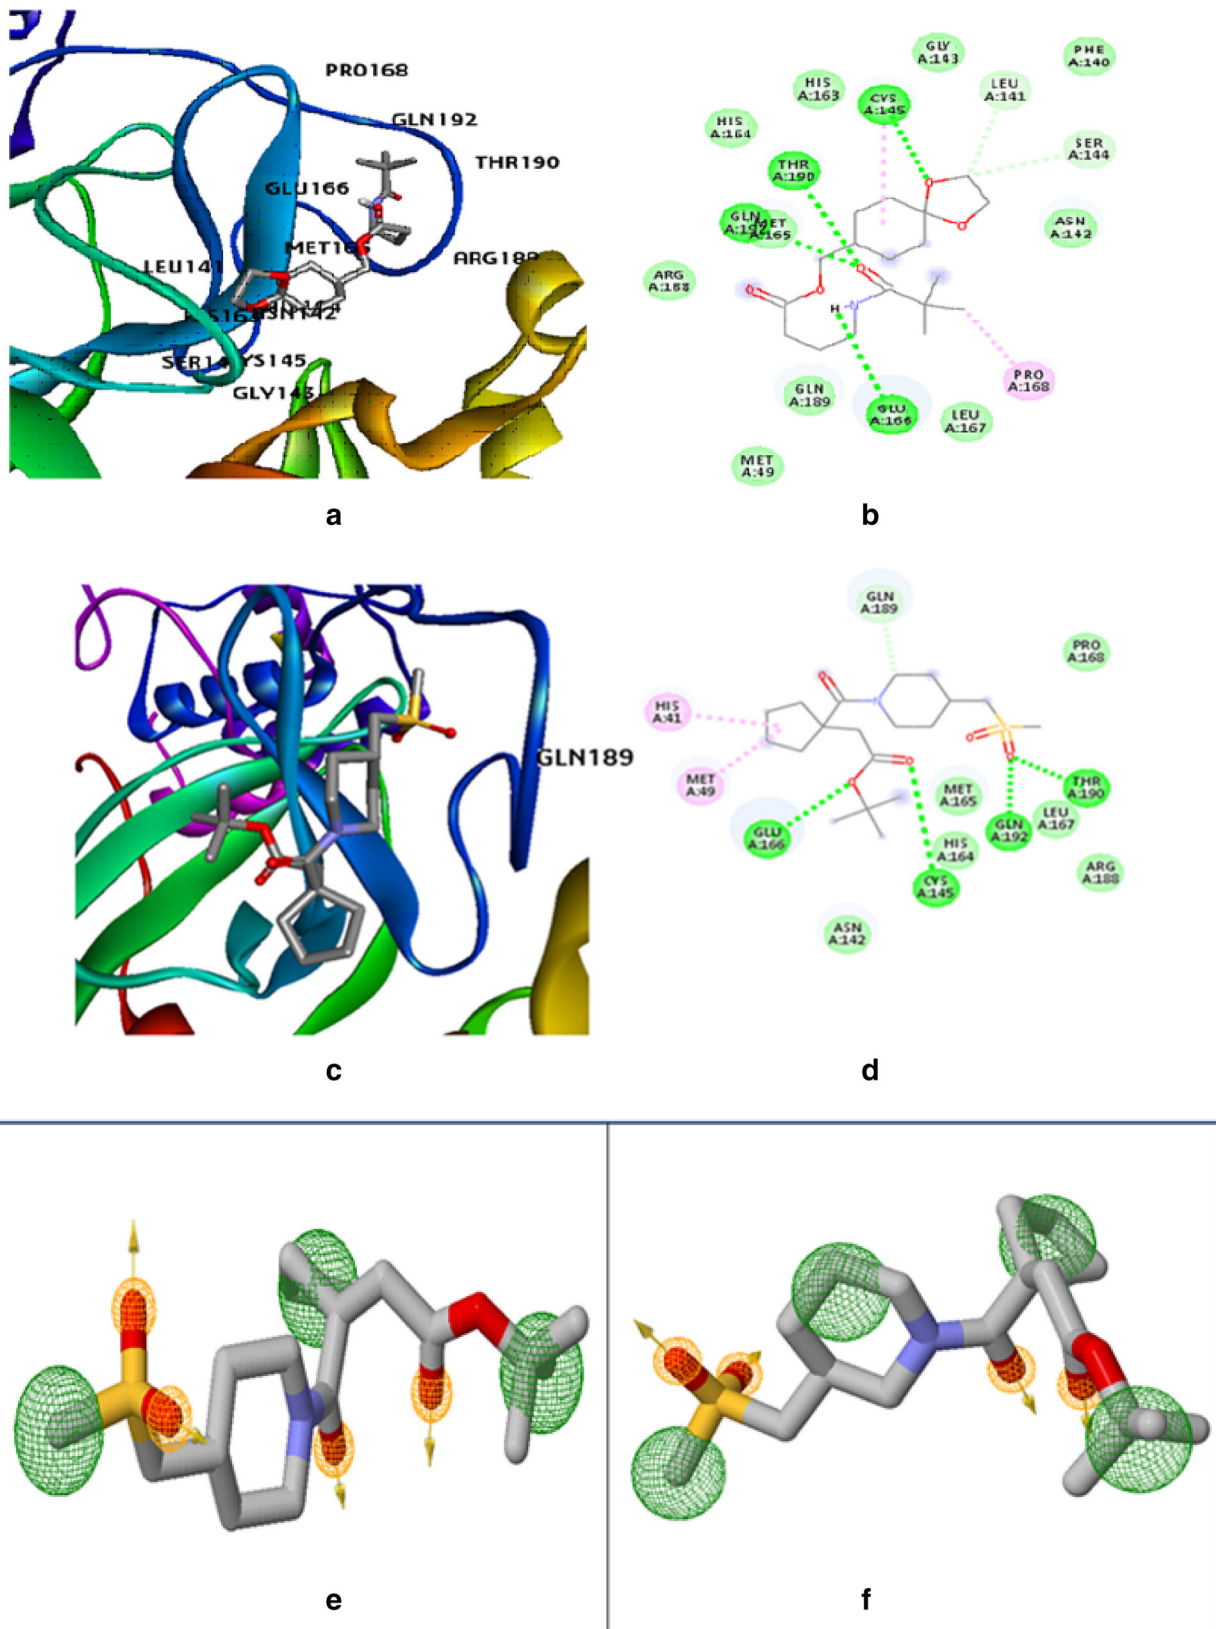 PRO168
GLN192
THR190
GLU166
MET165
ARG188
LEU141
ASN142
SER14
YS145
GLY143
a
GLY
A:143
PHE
A:140
HIS
A:163
CYS
A:145
LEU
A:141
HIS
A:164
SER
A:144
THR
A:190
GLN
A:192
MET
A:165
ASN
A:142
ARG
A:188
O
O
O
O
O
H
N
PRO
A:168
GLN
A:189
GLU
A:166
LEU
A:167
MET
A:49
b
GLN189
c
GLN
A:189
PRO
A:168
HIS
A:41
O
N
S
O
O
MET
A:49
O
O
MET
A:165
THR
A:190
GLU
A:166
GLN
A:192
LEU
A:167
HIS
A:164
CYS
A:145
ARG
A:188
ASN
A:142
d
e
f